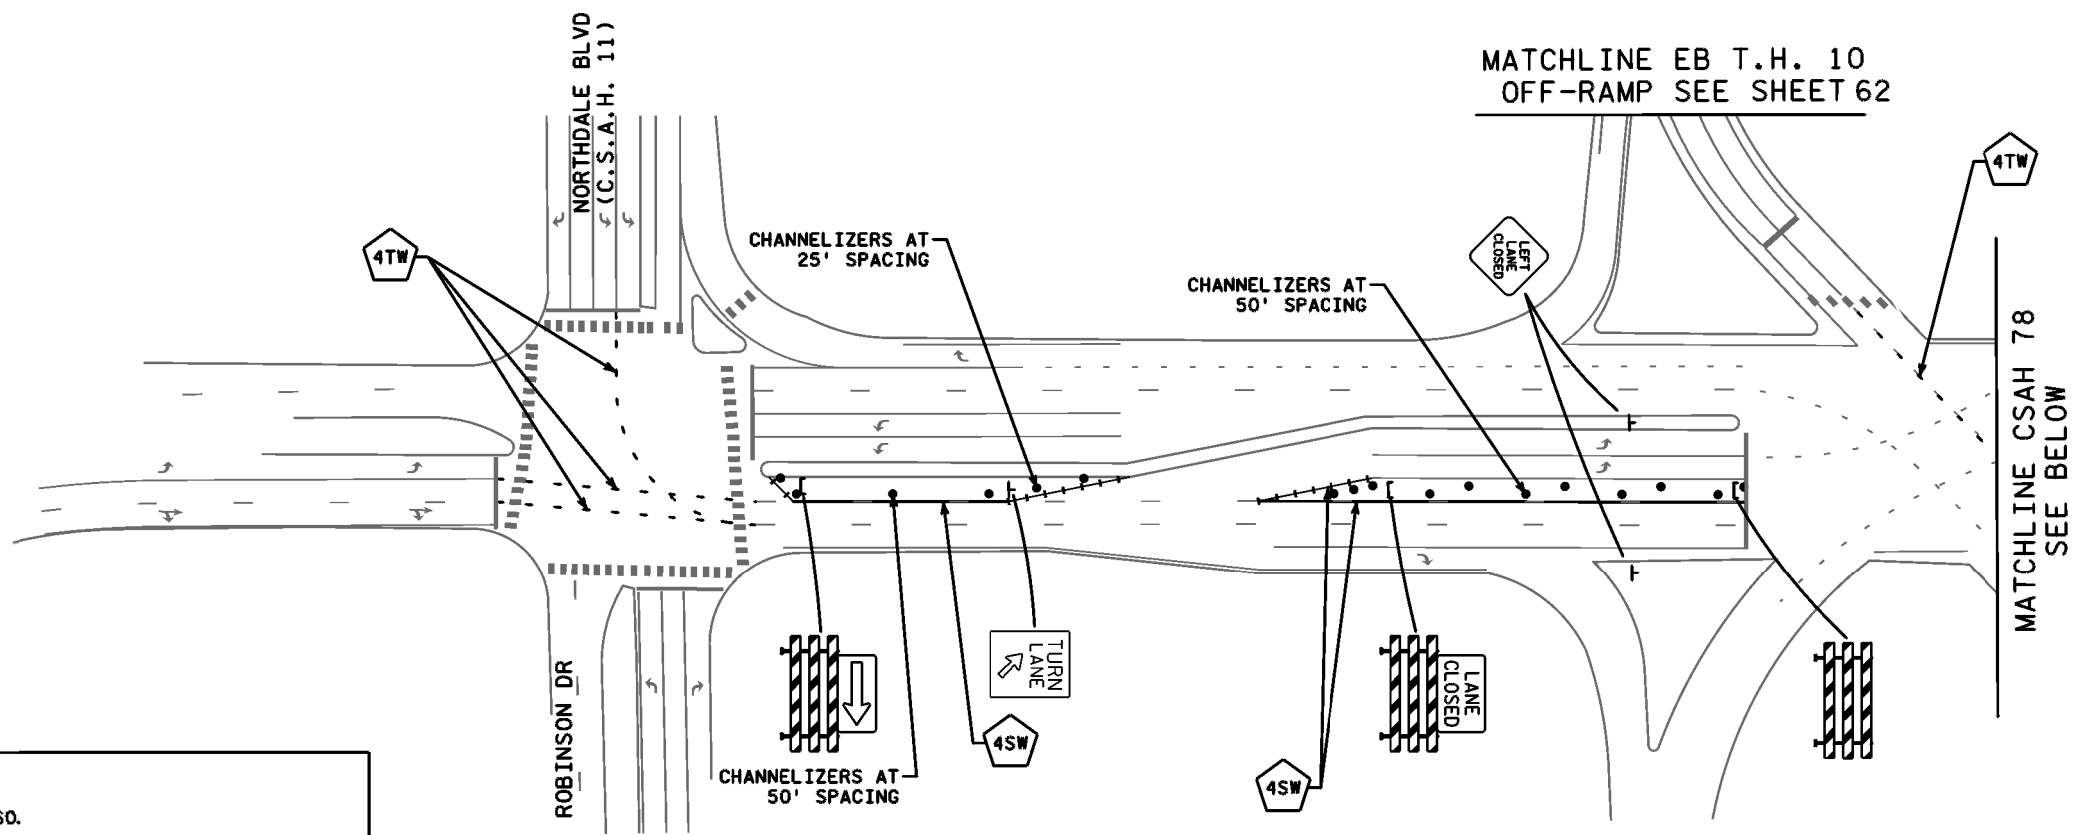 NORTHDALE BLVD
(C.S.A.H. 11)
MATCHLINE EB T.H. 10
OFF-RAMP SEE SHEET 62
4TW
4TW
CHANNELIZERS AT
25' SPACING
LEFT
LANE
CLOSED
CHANNELIZERS AT
50' SPACING
MATCHLINE CSAH 78
SEE BELOW
TURN
LANE
LANE
CLOSED
ROBINSON DR
4SW
CHANNELIZERS AT
50' SPACING
4SW